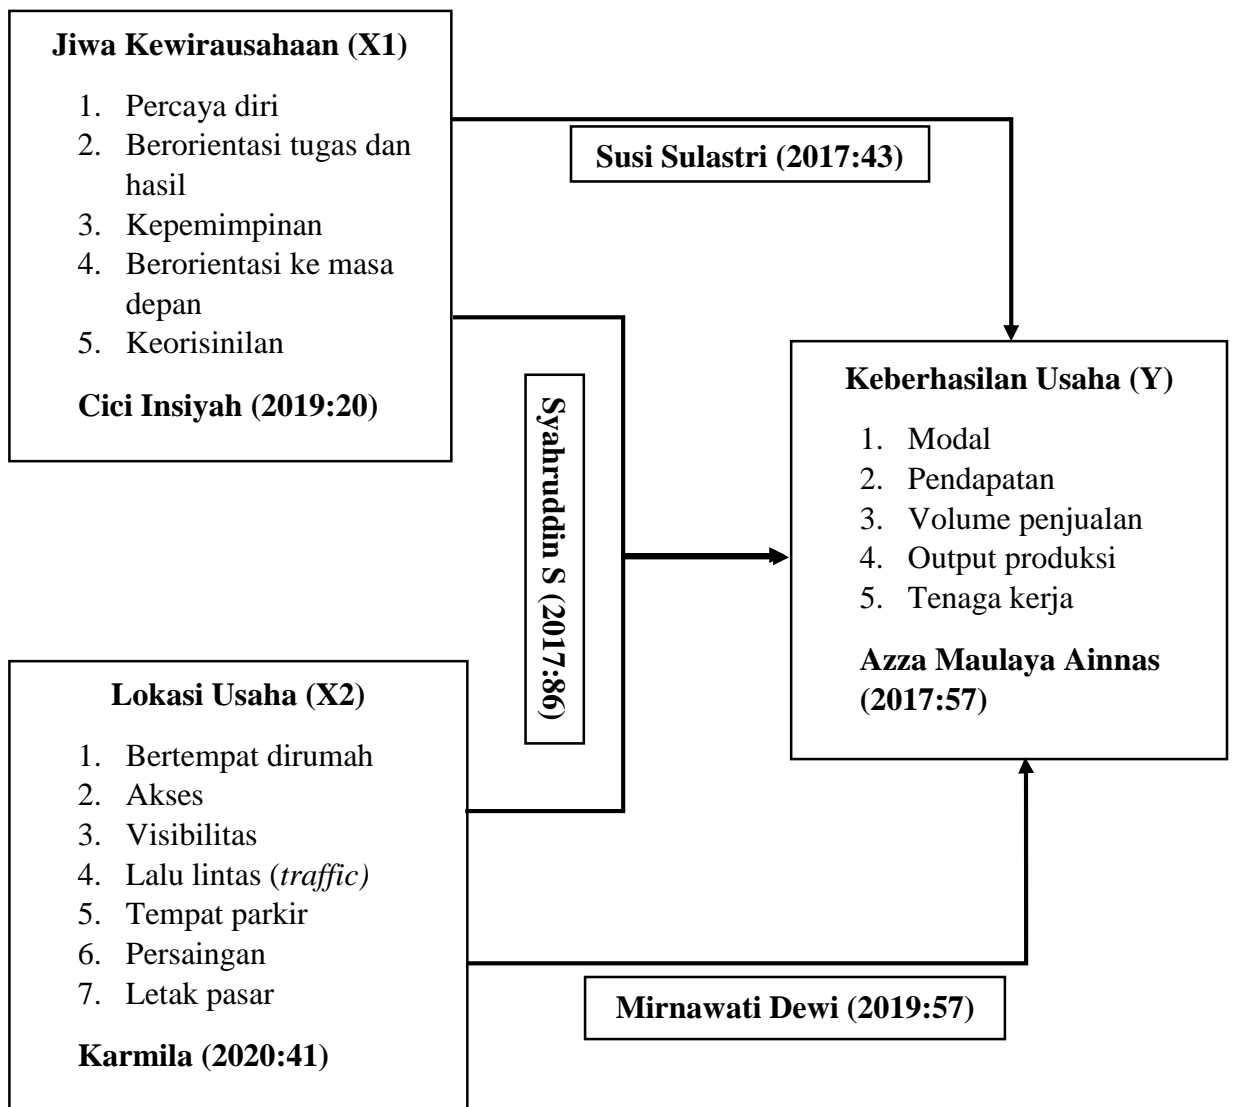 Jiwa Kewirausahaan (X1)
1. Percaya diri
2. Berorientasi tugas dan
hasil
3. Kepemimpinan
4. Berorientasi ke masa
depan
5. Keorisinilan
Cici Insiyah (2019:20)
Susi Sulastri (2017:43)
Syahruddin S (2017:86)
Keberhasilan Usaha (Y)
1. Modal
2. Pendapatan
3. Volume penjualan
4. Output produksi
5. Tenaga kerja
Azza Maulaya Ainnas
(2017:57)
Lokasi Usaha (X2)
1. Bertempat dirumah
2. Akses
3. Visibilitas
4. Lalu lintas (traffic)
5. Tempat parkir
6. Persaingan
7. Letak pasar
Karmila (2020:41)
Mirnawati Dewi (2019:57)